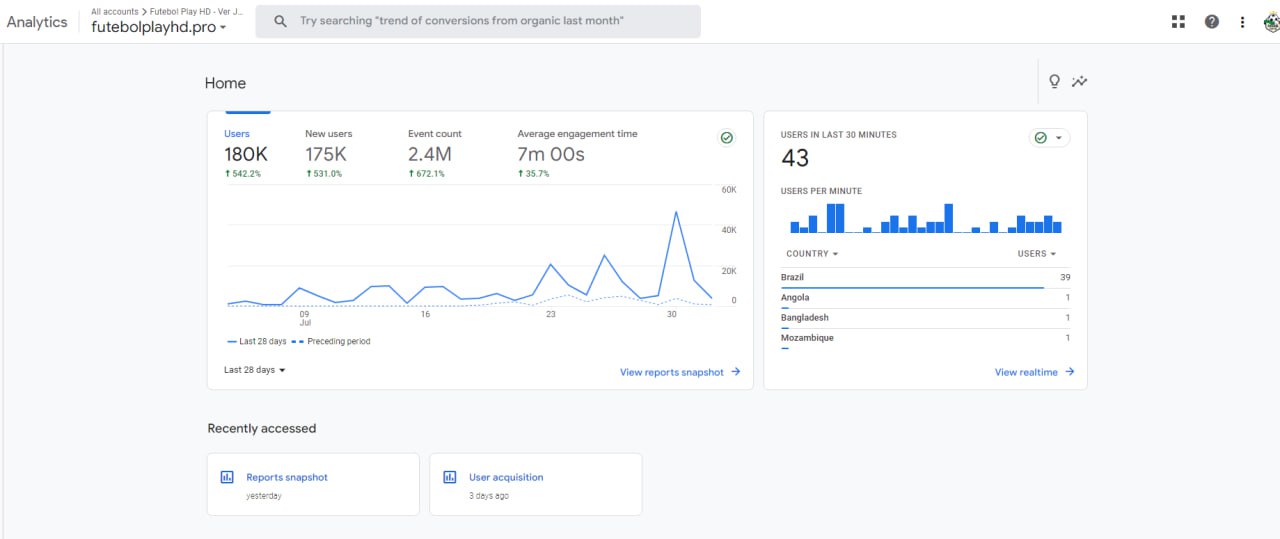 Analytics
All accounts > Futebol Play HD - Ver J...
futebolplayhd.pro
Try searching "trend of conversions from organic last month"
Home
Users
New users
Event count
Average engagement time
180K
175K
2.4M
7m 00s
542.2%
531.0%
672.1%
35.7%
60K
40K
20K
0
09
Jul
16
23
30
Last 28 days
Preceding period
Last 28 days
View reports snapshot
USERS IN LAST 30 MINUTES
43
USERS PER MINUTE
COUNTRY
USERS
Brazil 39
Angola 1
Bangladesh 1
Mozambique 1
View realtime
Recently accessed
Reports snapshot
yesterday
User acquisition
3 days ago